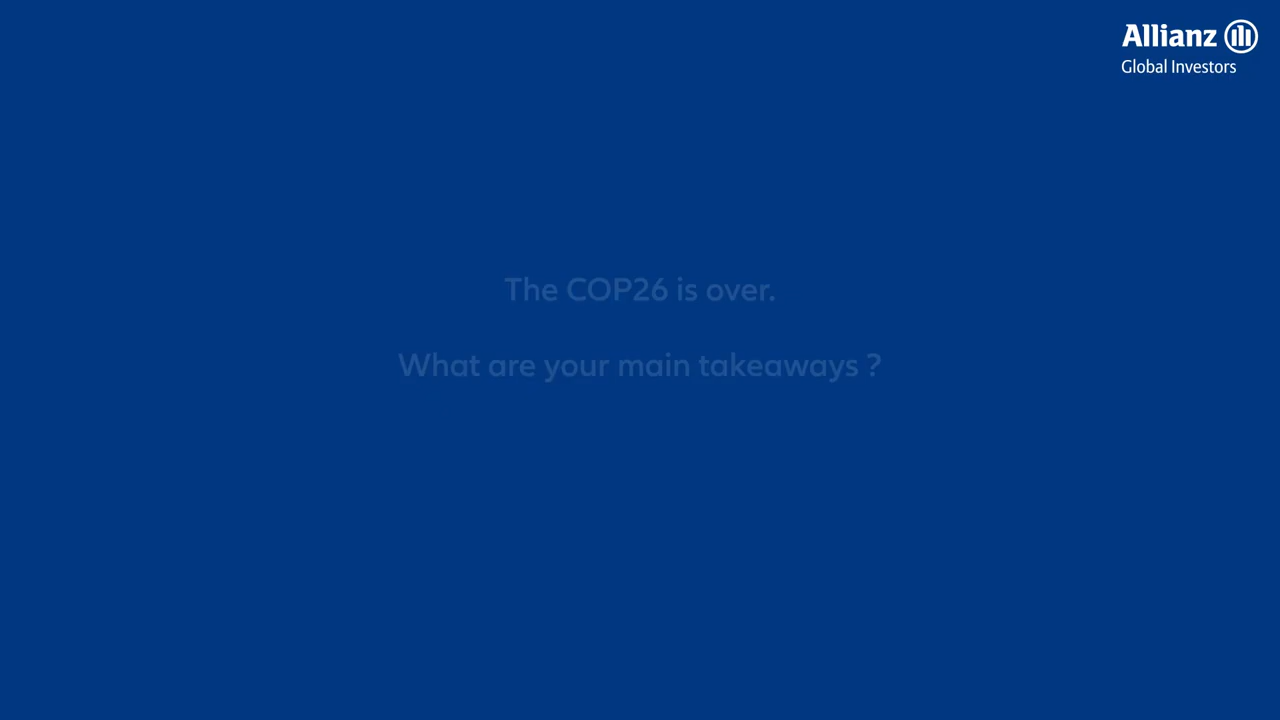 Allianz
Global Investors
The COP26 is over.
What are your main takeaways ?